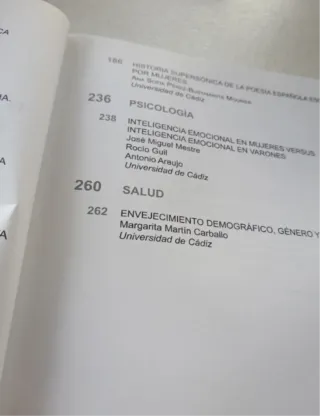 186 HISTORIA SUPERSÓNICA DE LA POESÍA ESPAÑOLA
POR MUJERES
Universidad de Cádiz
236 PSICOLOGÍA
238 INTELIGENCIA EMOCIONAL EN MUJERES VERSUS
INTELIGENCIA EMOCIONAL EN VARONES
José Miguel Mestre
Rocío Guil
Antonio Araujo
Universidad de Cádiz
260 SALUD
262 ENVEJECIMIENTO DEMOGRÁFICO, GÉNERO Y
Margarita Martín Carballo
Universidad de Cádiz